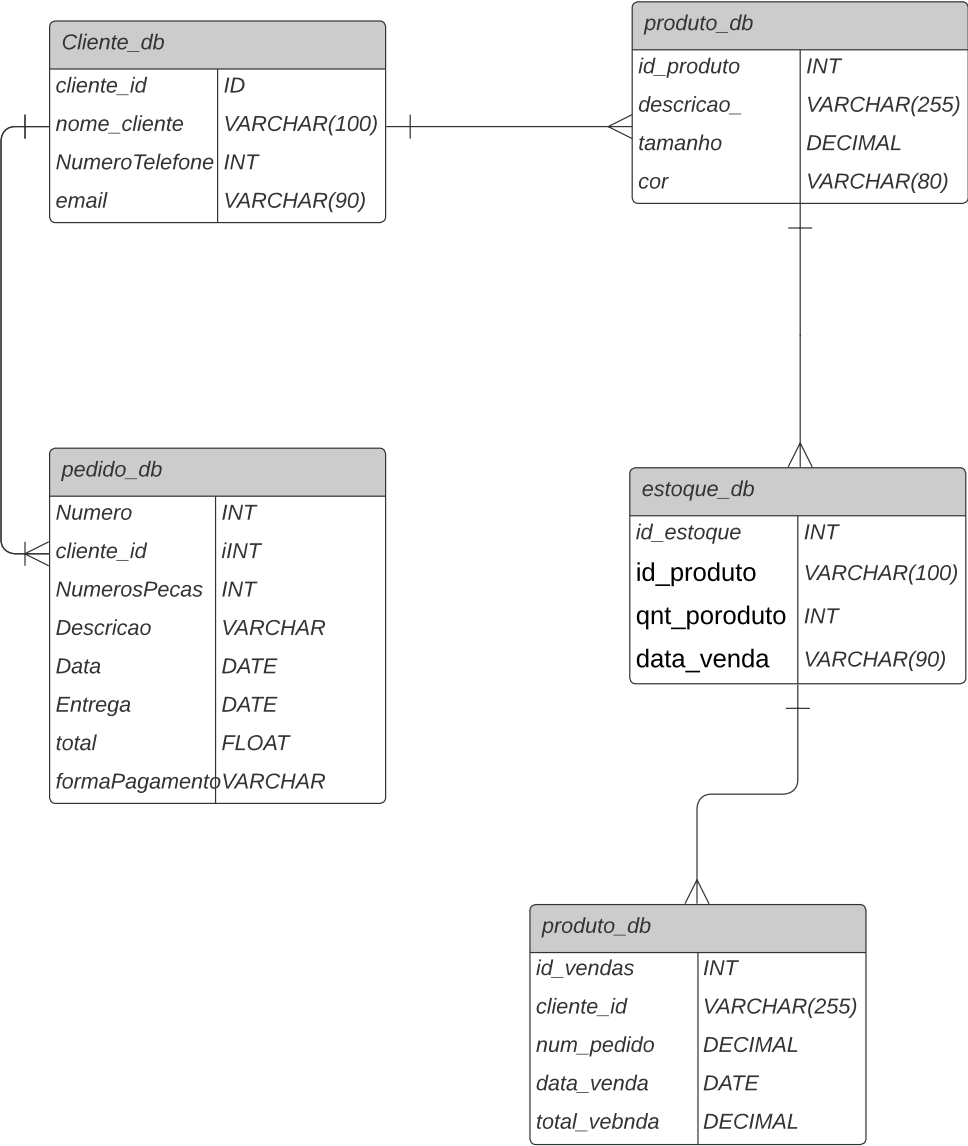 Cliente_db
cliente_id ID
nome_cliente VARCHAR(100)
NumeroTelefone INT
email VARCHAR(90)
produto_db
id_produto INT
descricao_ VARCHAR(255)
tamanho DECIMAL
cor VARCHAR(80)
pedido_db
Numero INT
cliente_id iINT
NumerosPecas INT
Descricao VARCHAR
Data DATE
Entrega DATE
total FLOAT
formaPagamento VARCHAR
estoque_db
id_estoque INT
id_produto VARCHAR(100)
qnt_poroduto INT
data_venda VARCHAR(90)
produto_db
id_vendas INT
cliente_id VARCHAR(255)
num_pedido DECIMAL
data_venda DATE
total_vebnda DECIMAL